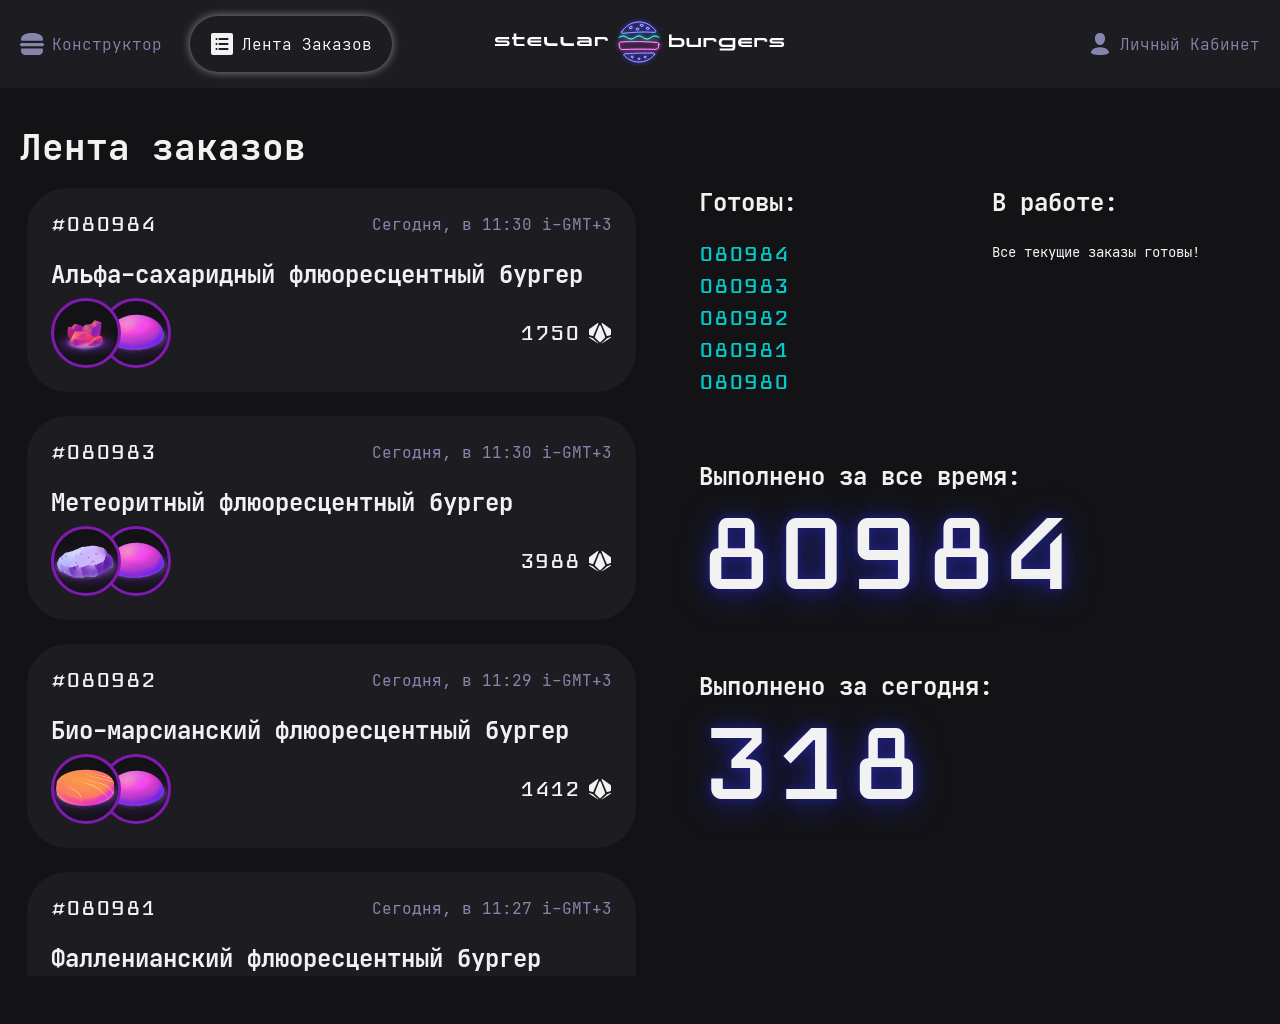 Конструктор
Лента Заказов
stellar burgers
Личный Кабинет
Лента заказов
#080984
Сегодня, в 11:30 i-GMT+3
Альфа-сахаридный флюоресцентный бургер
1750
#080983
Сегодня, в 11:30 i-GMT+3
Метеоритный флюоресцентный бургер
3988
#080982
Сегодня, в 11:29 i-GMT+3
Био-марсианский флюоресцентный бургер
1412
#080981
Сегодня, в 11:27 i-GMT+3
Фалленианский флюоресцентный бургер
Готовы:
080984
080983
080982
080981
080980
В работе:
Все текущие заказы готовы!
Выполнено за все время:
80984
Выполнено за сегодня:
318